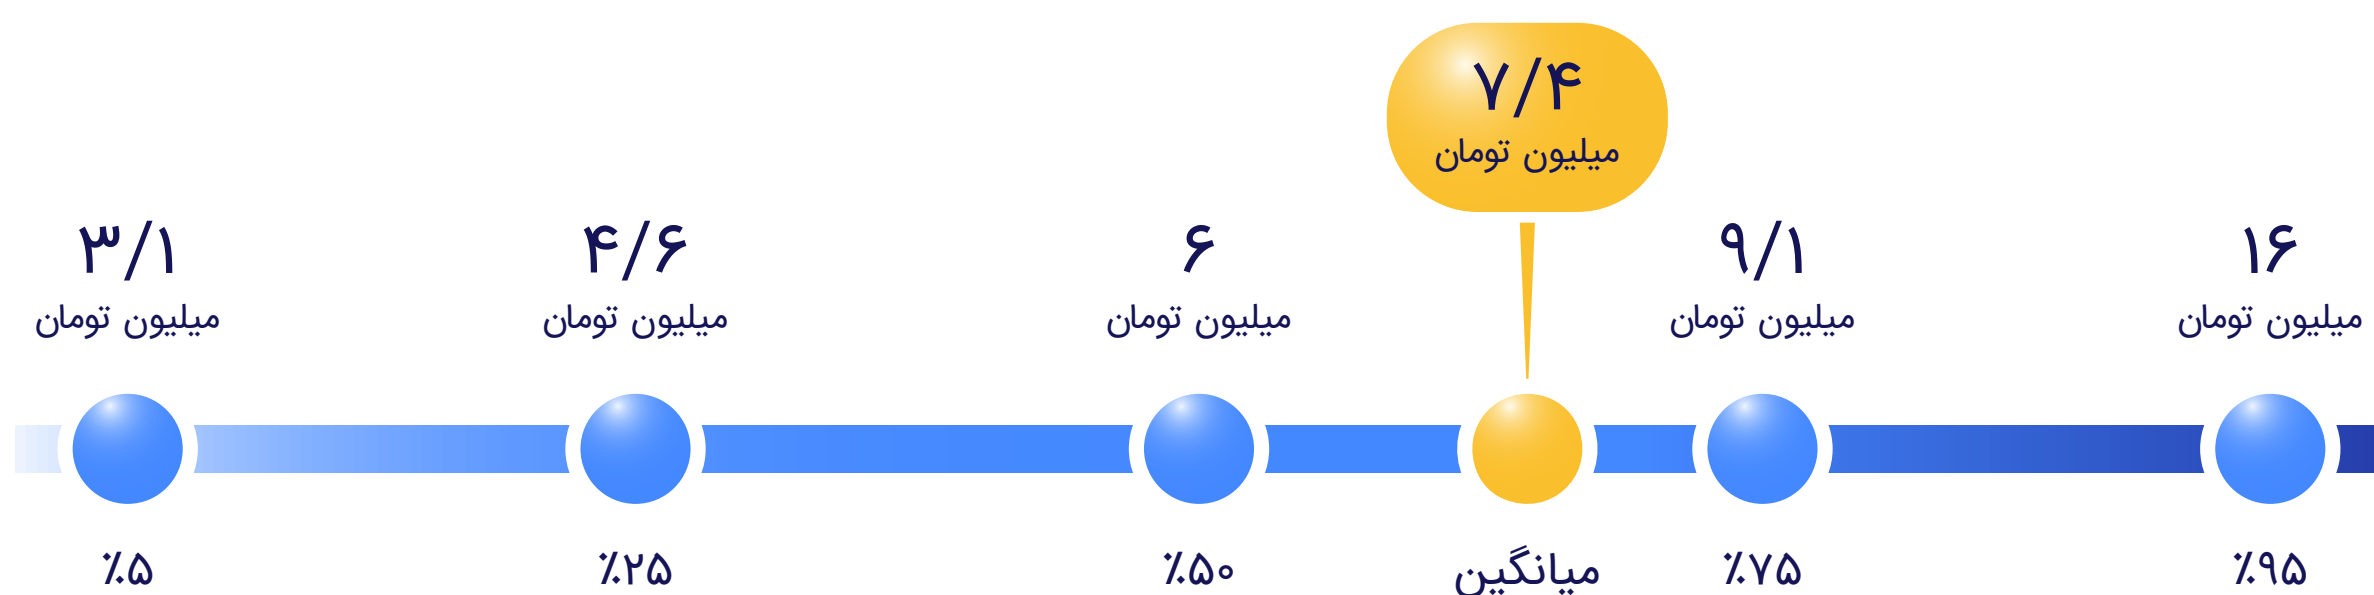 ۷/۴
میلیون تومان
۳/۱
میلیون تومان
۴/۶
میلیون تومان
۶
میلیون تومان
۹/۱
میلیون تومان
۱۶
میلیون تومان
٪۵
٪۲۵
٪۵۰
میانگین
٪۷۵
٪۹۵